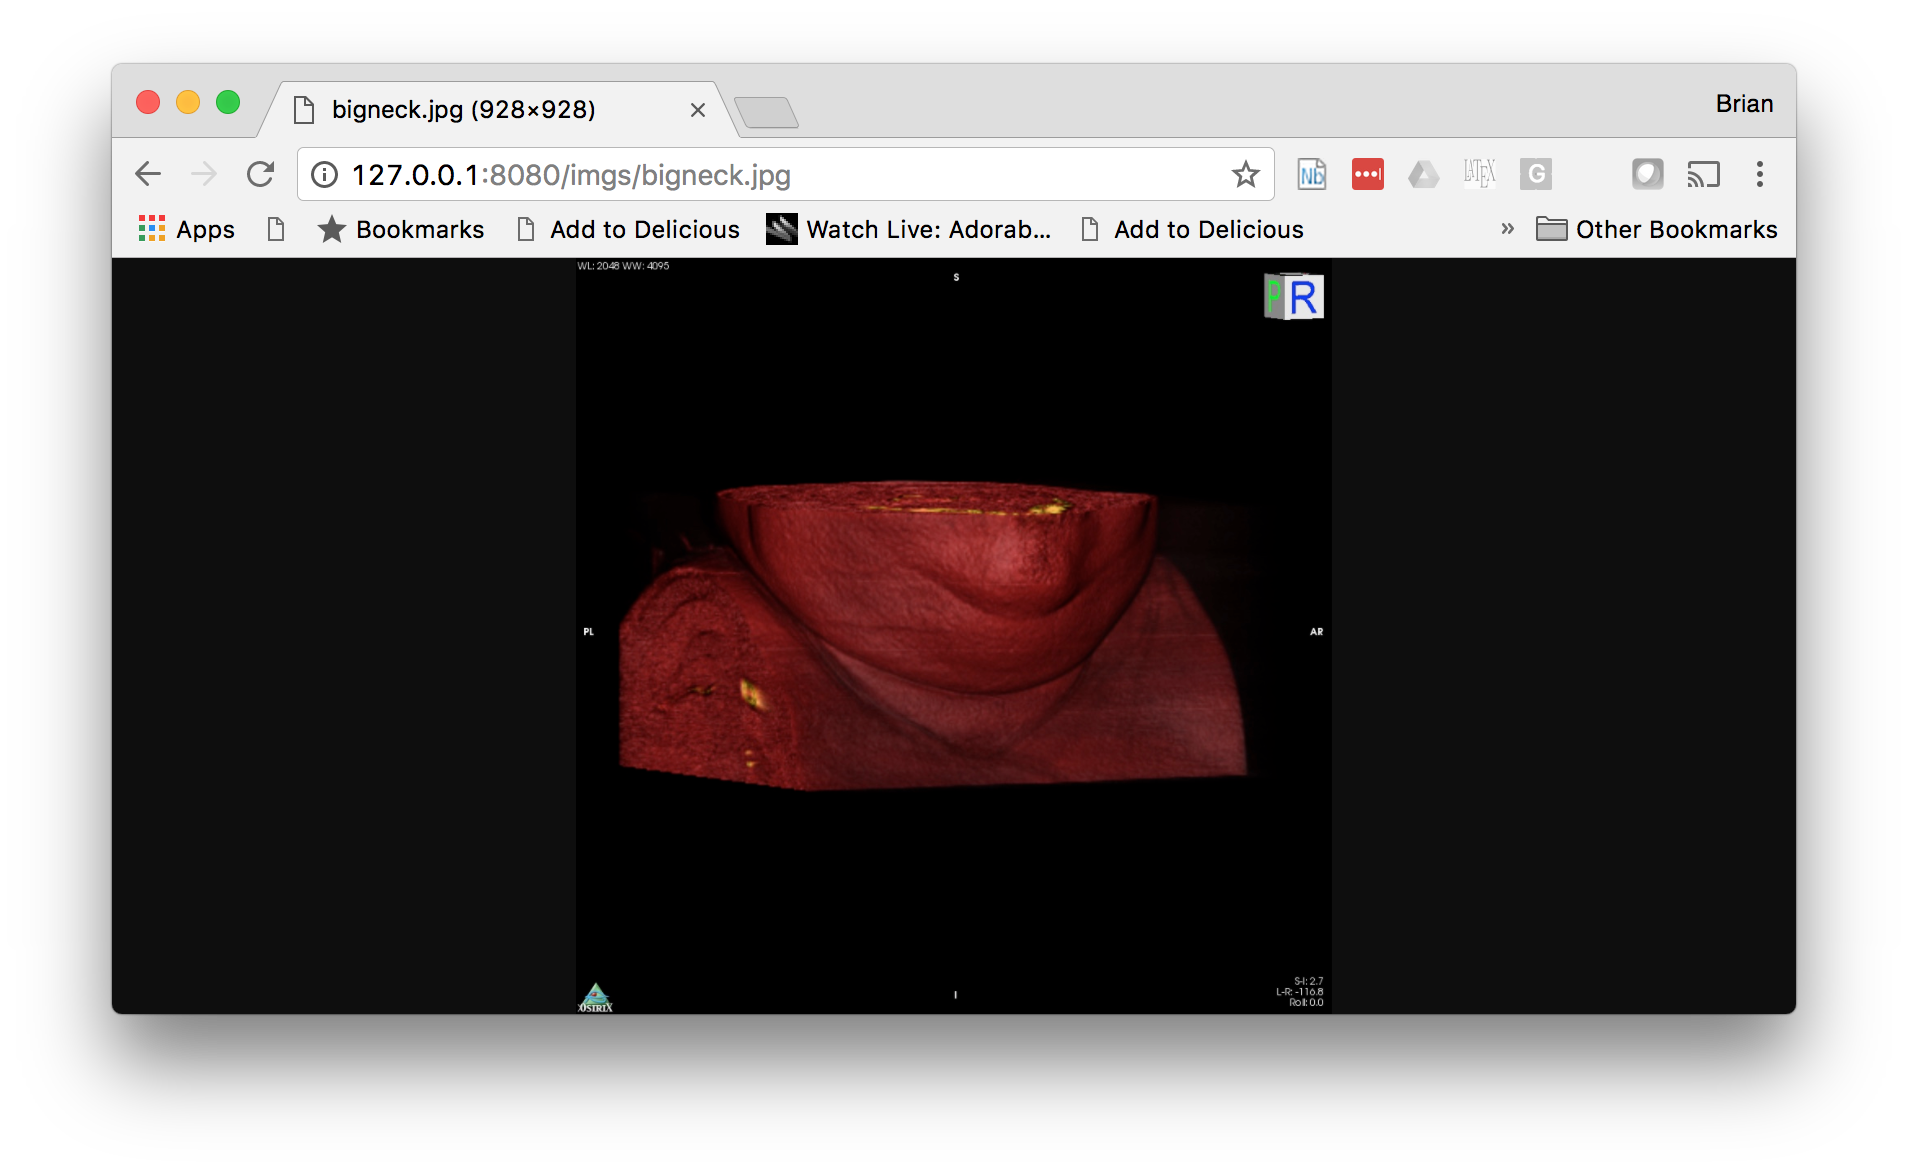 bigneck.jpg (928×928)
Brian
127.0.0.1:8080/imgs/bigneck.jpg
Nb
LATEX
G
Apps
Bookmarks
Add to Delicious
Watch Live: Adorab...
Add to Delicious
»
Other Bookmarks
WL: 2048 WW: 4095
S
P R
PL
AR
I
S-I: 2.7
L-R: -116.8
Roll: 0.0
OSIRIX